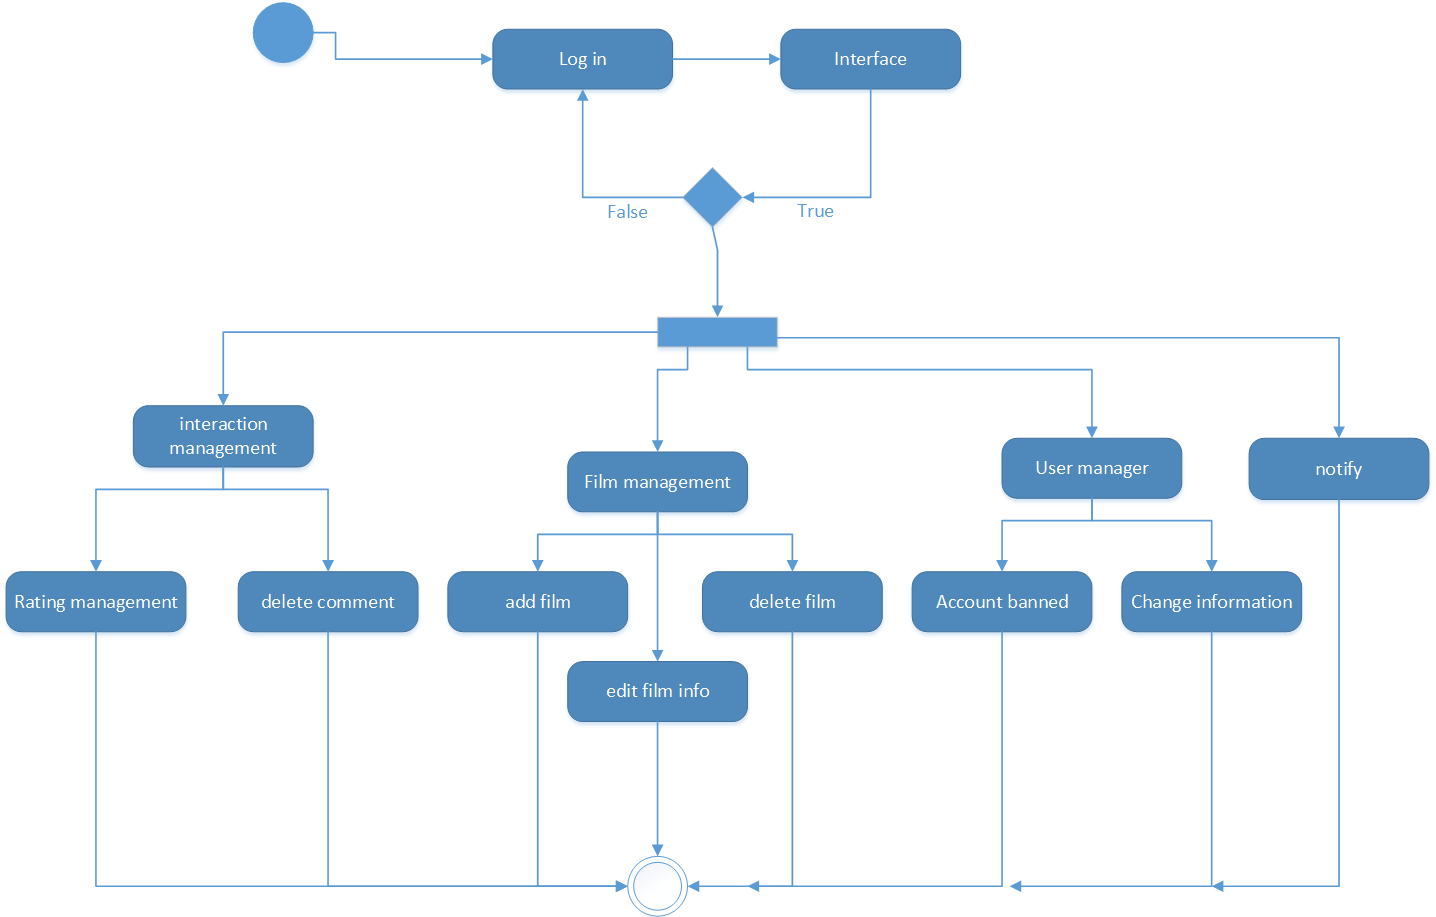 Log in
Interface
False
True
interaction
management
Film management
User manager
notify
Rating management
delete comment
add film
delete film
Account banned
Change information
edit film info